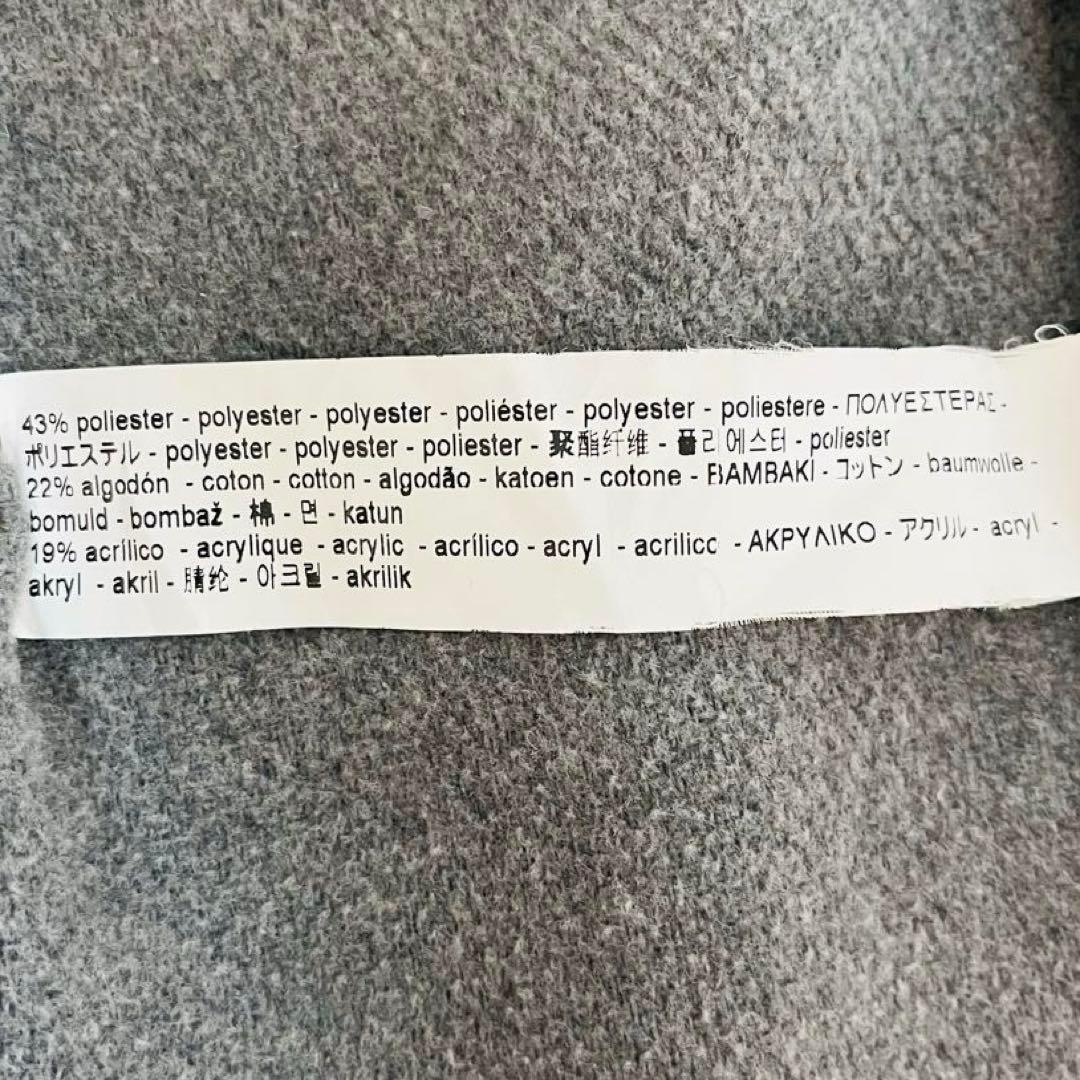 43% poliester - polyester - polyester - poliéster - polyester - poliestere - ΠΟΛΥΕΣΤΕΡΑΣ -
ポリエステル - polyester - polyester - poliester - 聚酯纤维 - 폴리에스터 - poliester
22% algodón - coton - cotton - algodão - katoen - cotone - BAMBAKI - コットン - baumwolle -
bomuld - bombaž - 棉 - 면 - katun
19% acrílico - acrylique - acrylic - acrílico - acryl - acrilico - ΑΚΡΥΛΙΚΟ - アクリル - acryl -
akryl - akril - 腈纶 - 아크릴 - akrilik